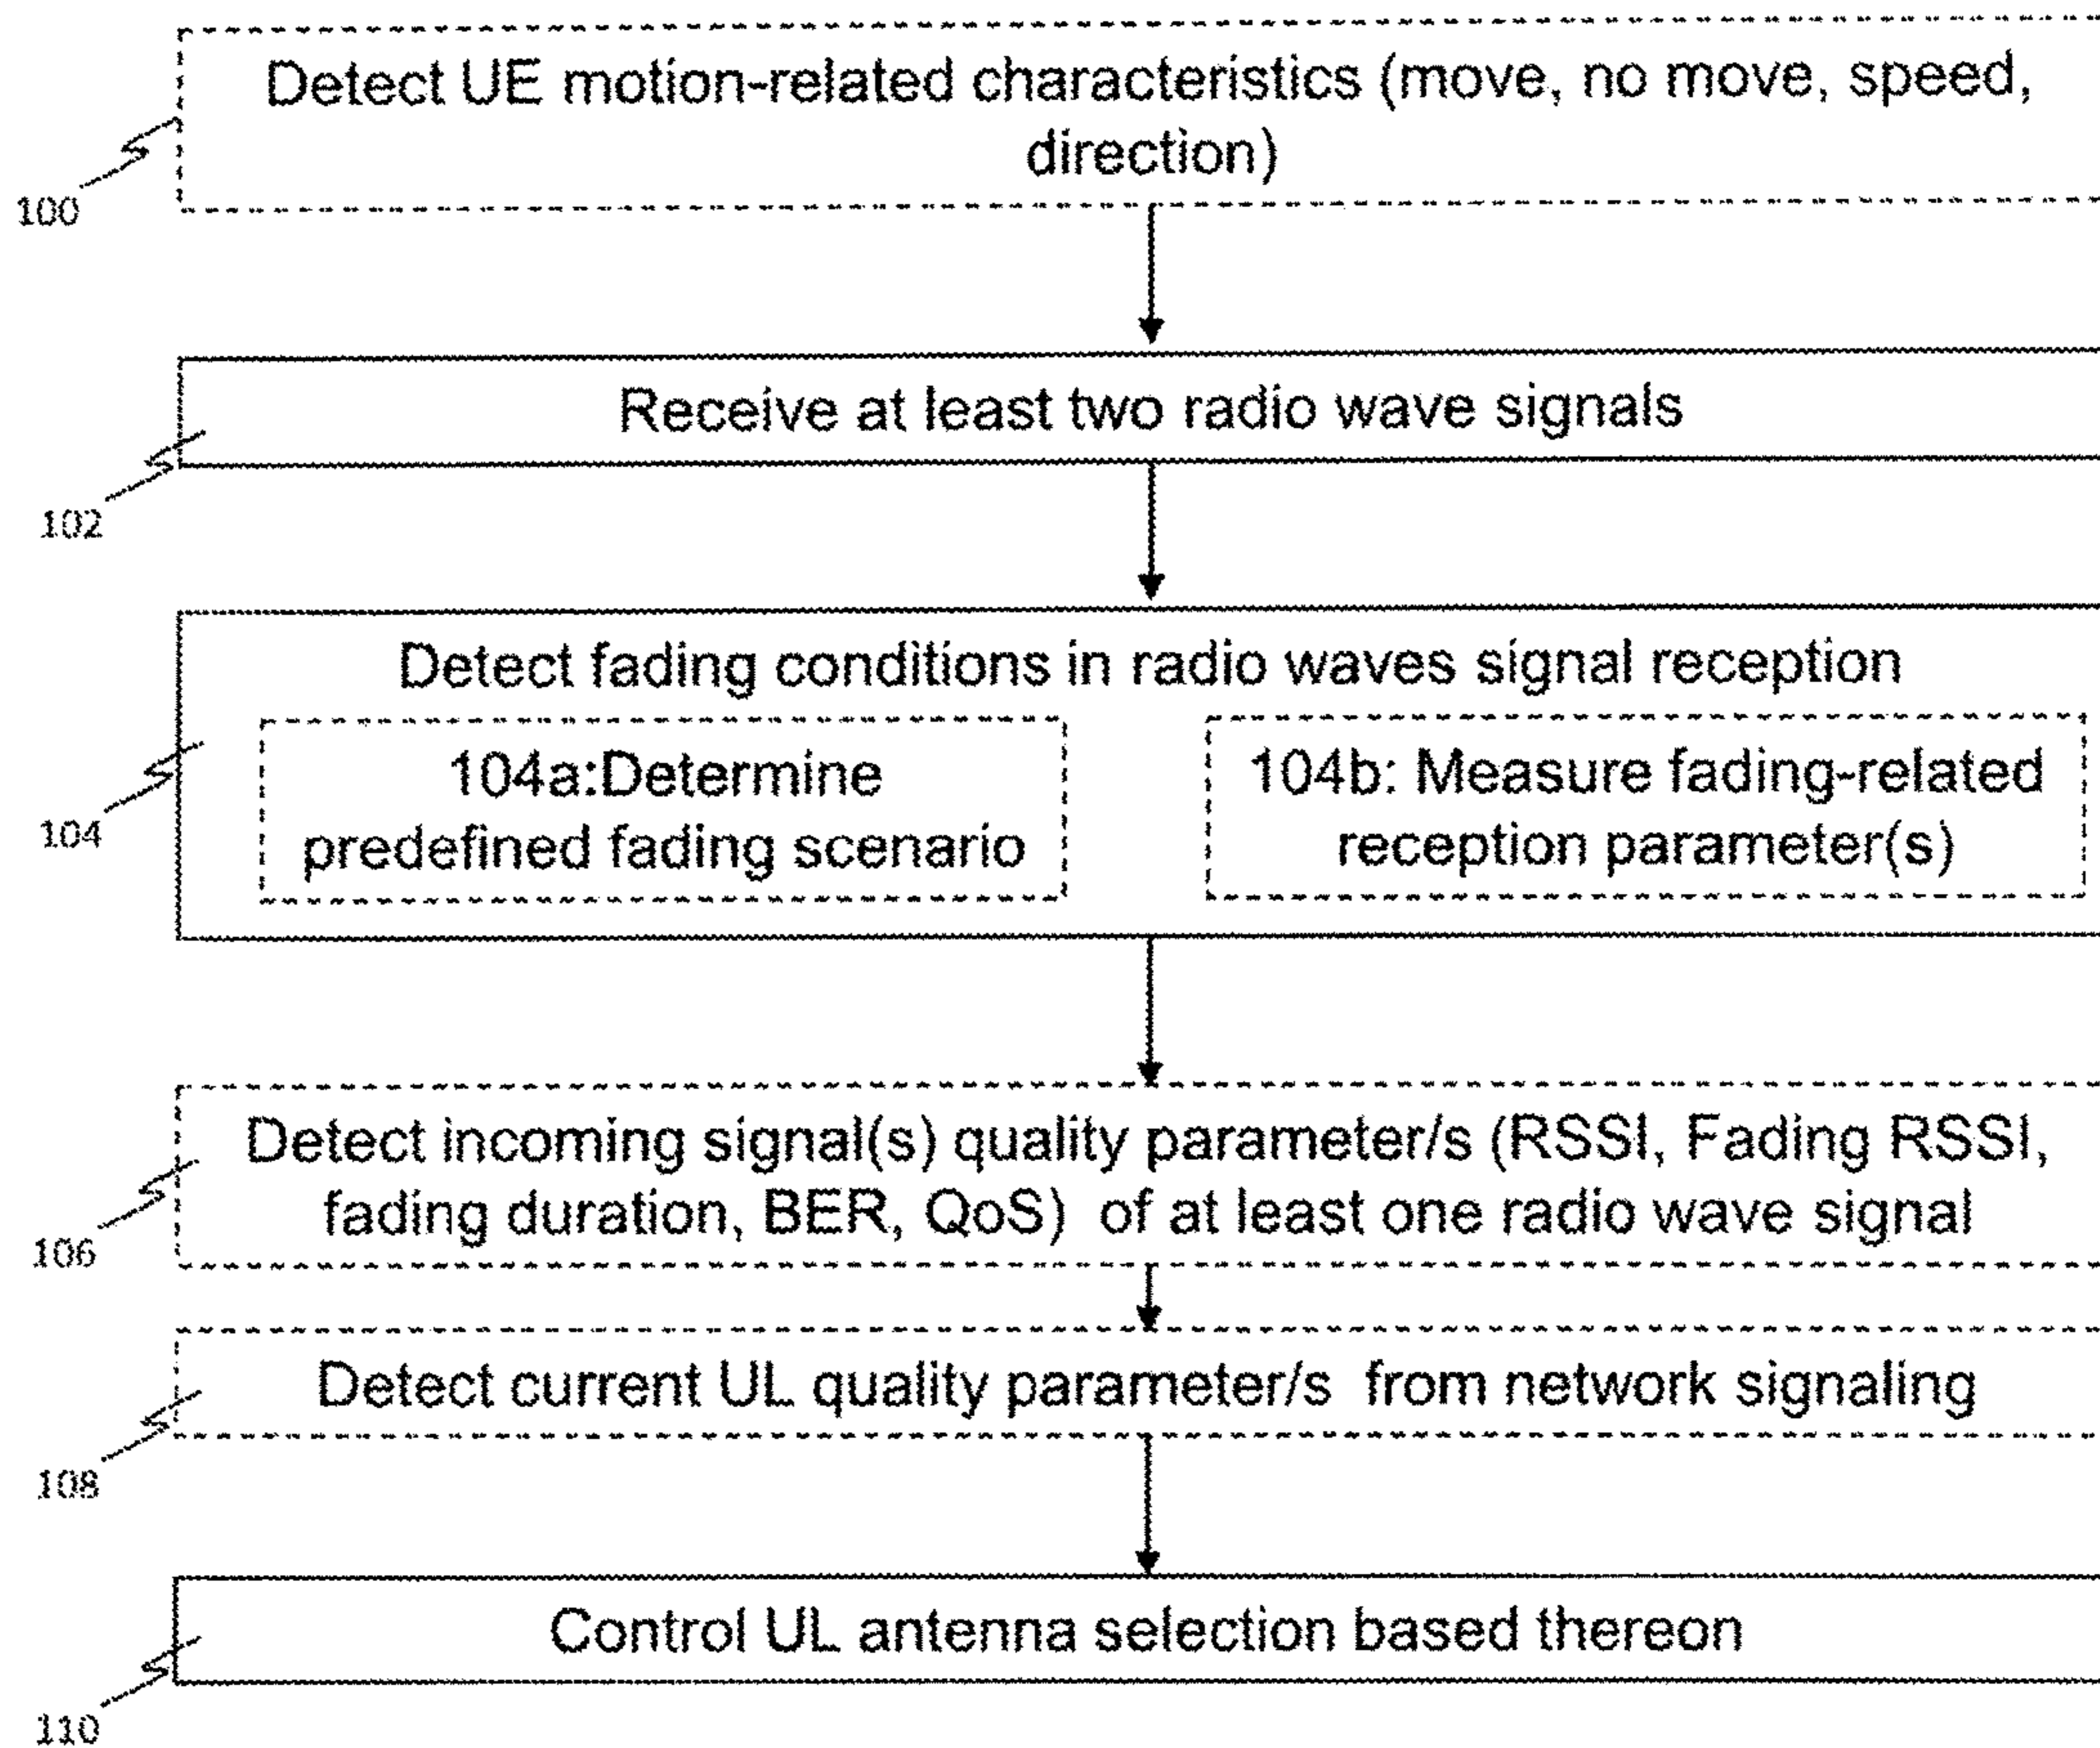 Detect UE motion-related characteristics (move, no move, speed,
direction)
100
Receive at least two radio wave signals
102
Detect fading conditions in radio waves signal reception
104a:Determine
predefined fading scenario
104b: Measure fading-related
reception parameter(s)
104
Detect incoming signal(s) quality parameter/s (RSSI, Fading RSSI,
fading duration, BER, QoS) of at least one radio wave signal
106
Detect current UL quality parameter/s from network signaling
108
Control UL antenna selection based thereon
110